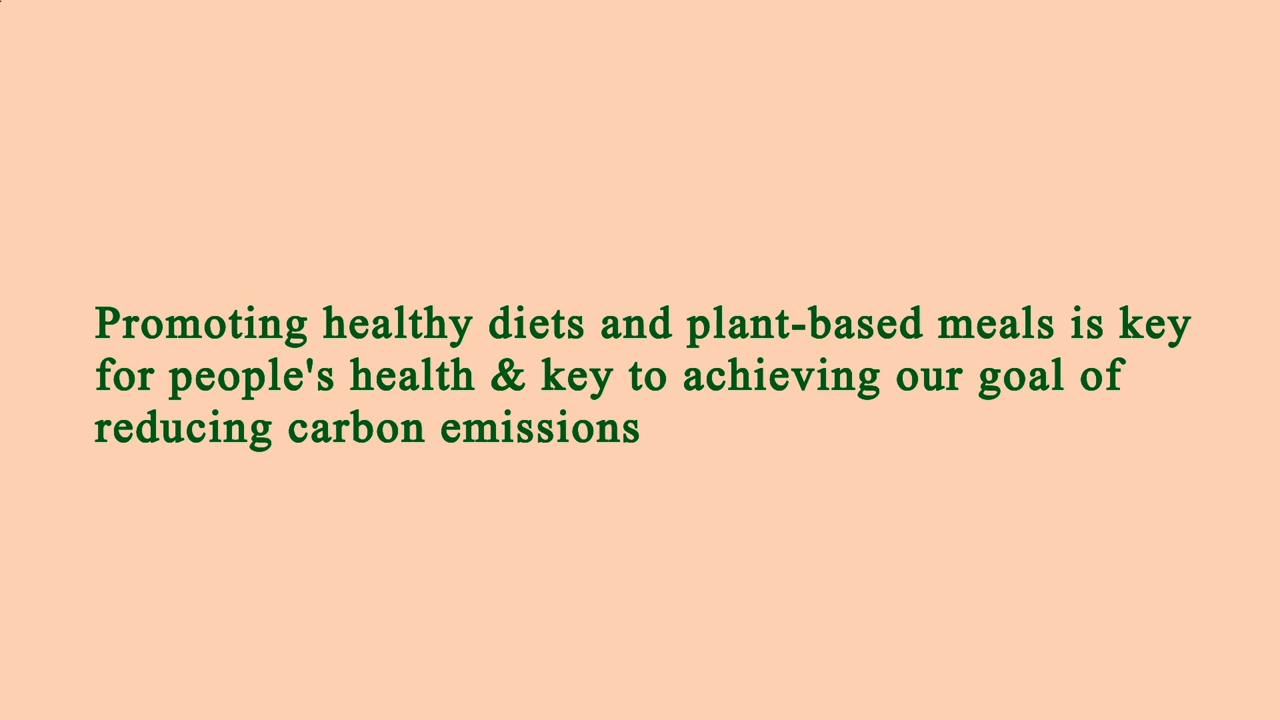 Promoting healthy diets and plant-based meals is key
for people's health & key to achieving our goal of
reducing carbon emissions